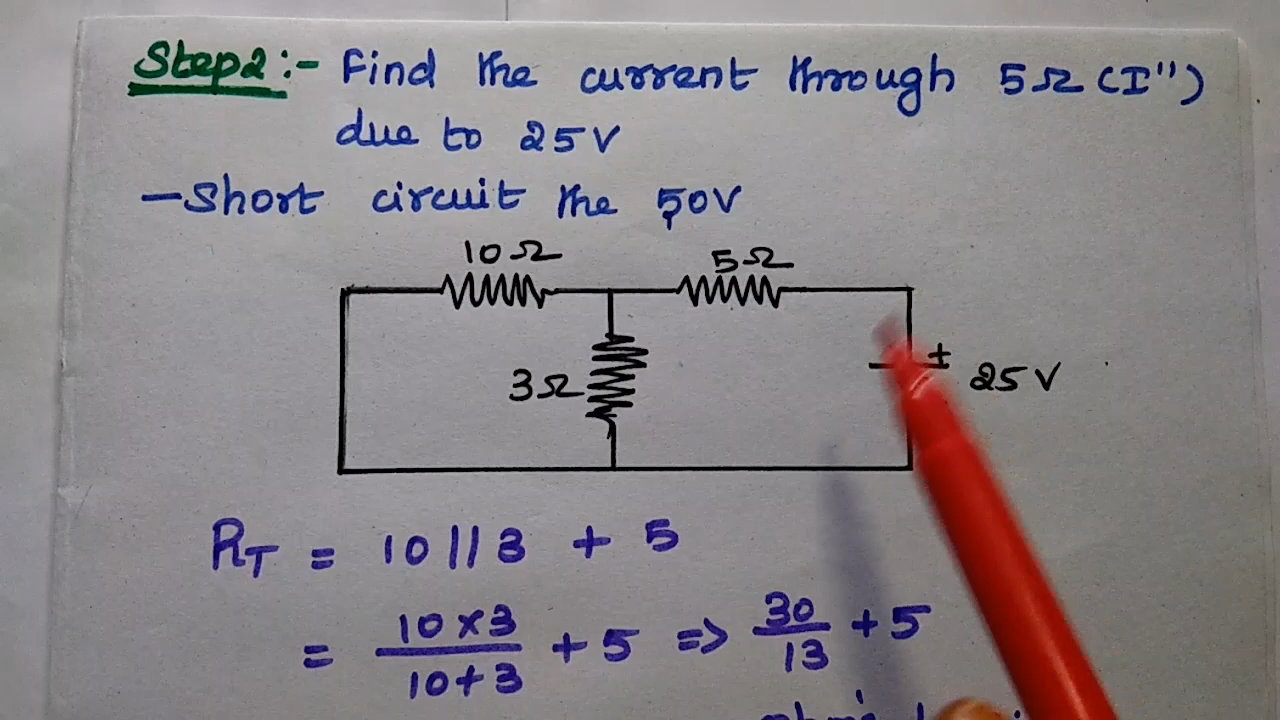 Step2:- Find the current through 5Ω (I'')
due to 25V
- Short circuit the 50V
10Ω 5Ω
3Ω
+ 25V
R_T = 10||3 + 5
= 10×3/10+3 + 5 => 30/13 + 5